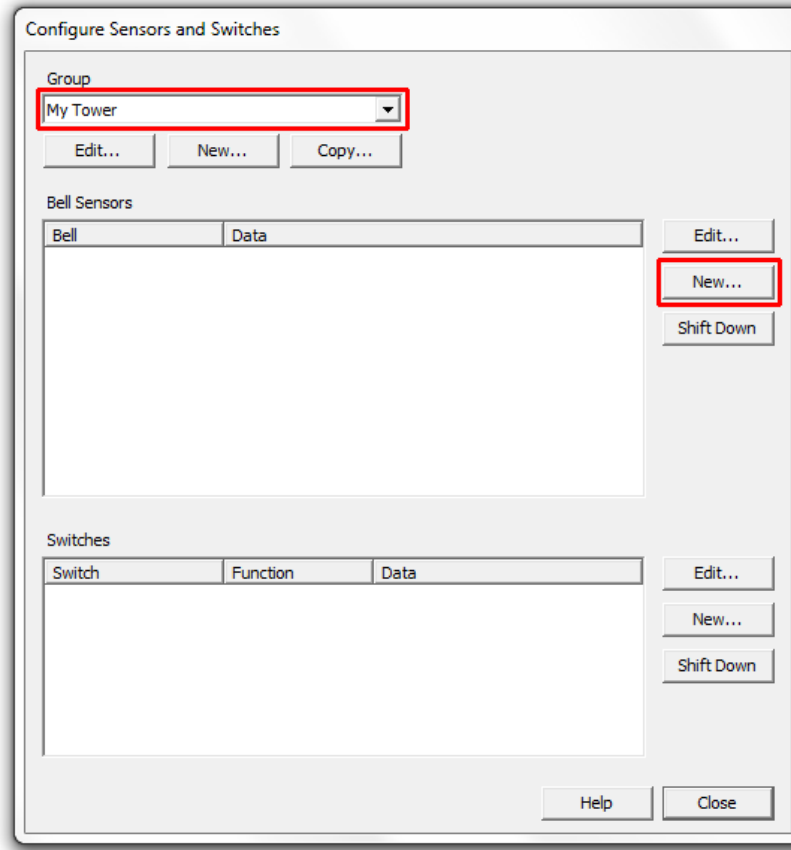 Configure Sensors and Switches
Group
My Tower
Edit... New... Copy...
Bell Sensors
Bell Data
Edit...
New...
Shift Down
Switches
Switch Function Data
Edit...
New...
Shift Down
Help Close